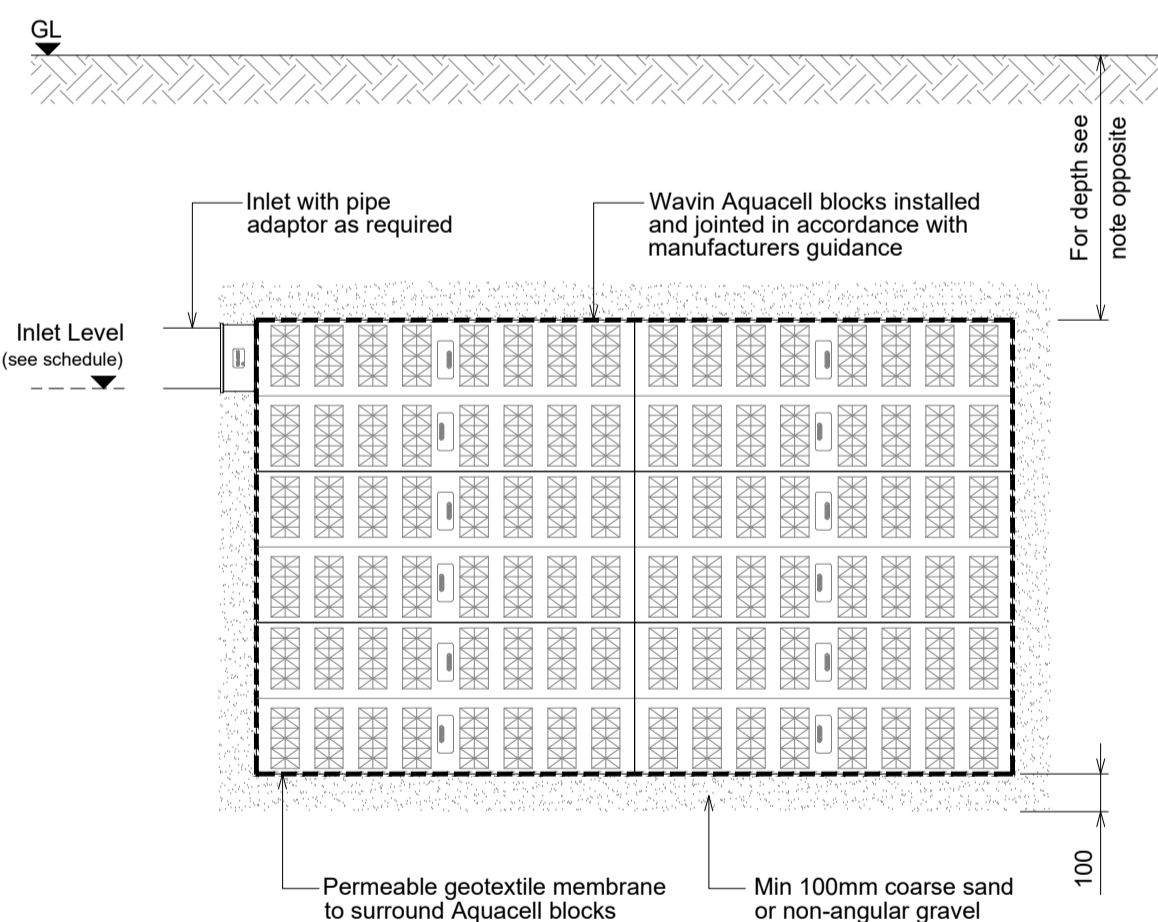 GL
For depth see
note opposite
Inlet with pipe
adaptor as required
Wavin Aquacell blocks installed
and jointed in accordance with
manufacturers guidance
Inlet Level
(see schedule)
100
Permeable geotextile membrane
to surround Aquacell blocks
Min 100mm coarse sand
or non-angular gravel